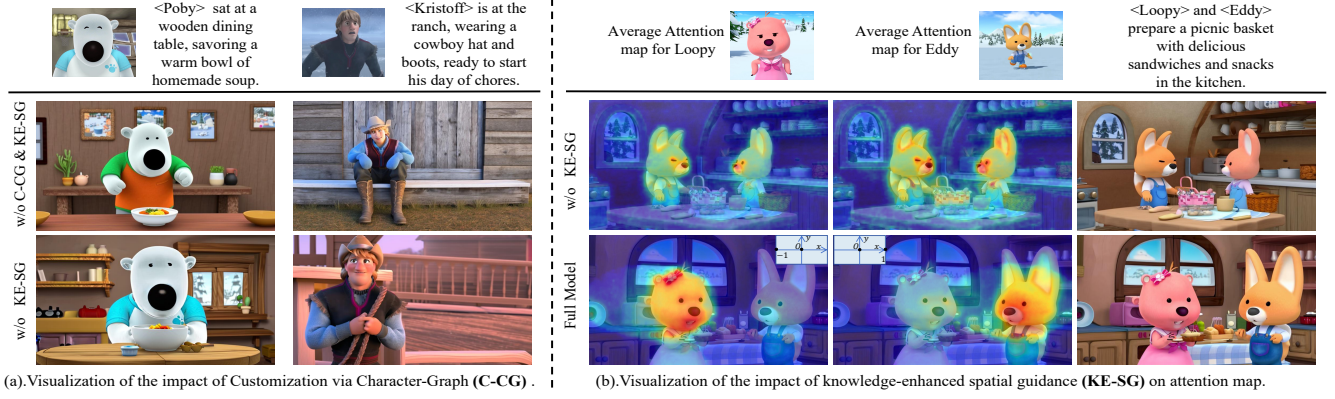 <Poby> sat at a
wooden dining
table, savoring a
warm bowl of
homemade soup.
<Kristoff> is at the
ranch, wearing a
cowboy hat and
boots, ready to start
his day of chores.
w/o C-CG & KE-SG
w/o KE-SG
(a).Visualization of the impact of Customization via Character-Graph (C-CG) .
Average Attention
map for Loopy
Average Attention
map for Eddy
<Loopy> and <Eddy>
prepare a picnic basket
with delicious
sandwiches and snacks
in the kitchen.
w/o KE-SG
Full Model
y
0
x
−1
y
0
x
1
(b).Visualization of the impact of knowledge-enhanced spatial guidance (KE-SG) on attention map.